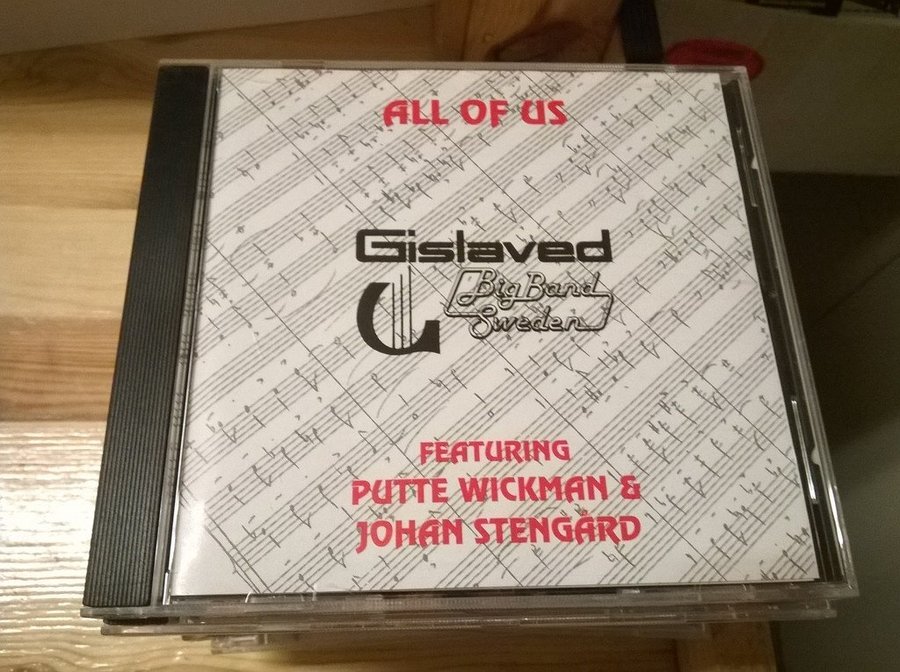 ALL OF US
Gislaved
Big Band
Sweden
FEATURING
PUTTE WICKMAN &
JOHAN STENGÅRD